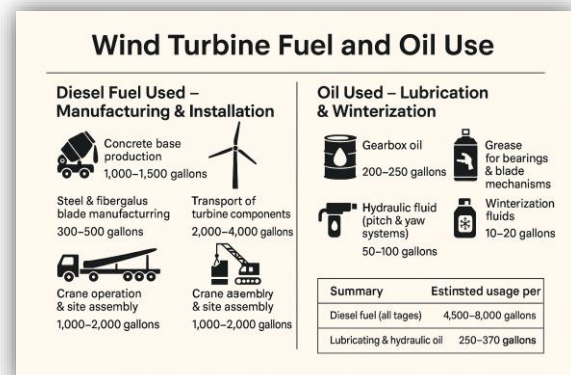 Wind Turbine Fuel and Oil Use
Diesel Fuel Used –
Manufacturing & Installation
Concrete base
production
1,000–1,500 gallons
Steel & fibergalus
blade manufacturring
300–500 gallons
Transport of
turbine components
2,000–4,000 gallons
Crane operation
& site assembly
1,000–2,000 gallons
Crane aasembry
& site assembly
1,000–2,000 gallons
Oil Used – Lubrication
& Winterization
Gearbox oil
200–250 gallons
Grease
for bearings
& blade
mechanisms
Hydraulic fluid
(pitch & yaw
systems)
50–100 gallons
Winterization
fluids
10–20 gallons
Summary Estinsted usage per
Diesel fuel (all tages) 4,500–8,000 gallons
Lubricating & hydraulic oil 250–370 gallons